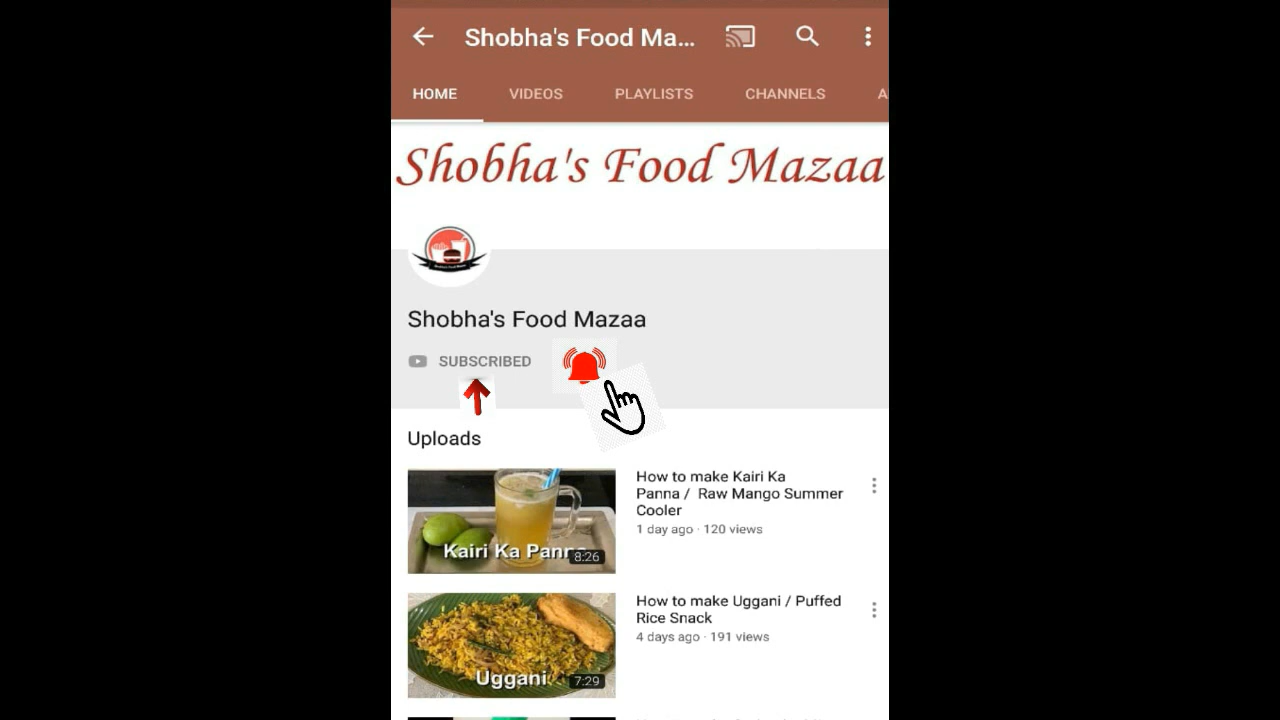 Shobha's Food Ma...
HOME VIDEOS PLAYLISTS CHANNELS A
Shobha's Food Mazaa
Shobha's Food Mazaa
SUBSCRIBED
Uploads
Kairi Ka Panna
8:26
How to make Kairi Ka
Panna / Raw Mango Summer
Cooler
1 day ago · 120 views
Uggani
7:29
How to make Uggani / Puffed
Rice Snack
4 days ago · 191 views